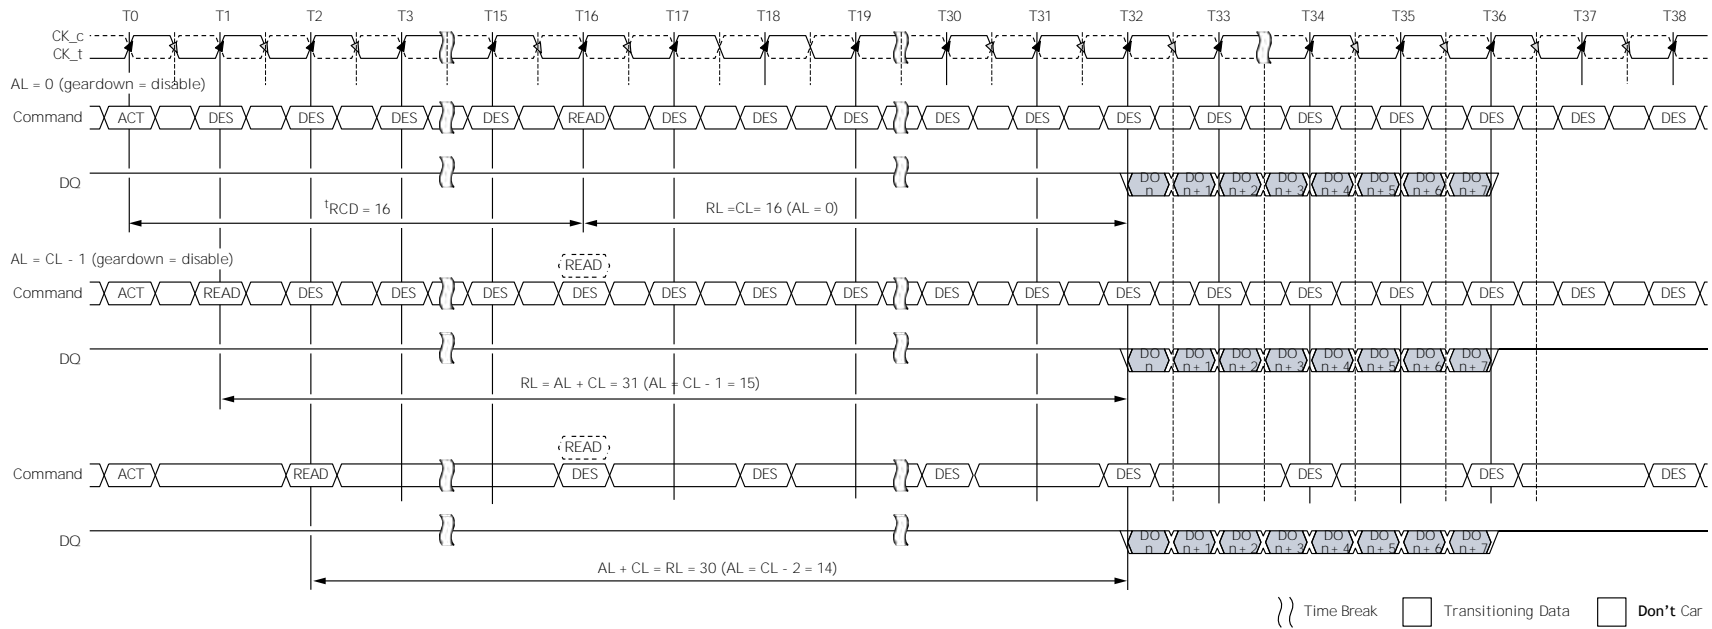 T0 T1 T2 T3 T15 T16 T17 T18 T19 T30 T31 T32 T33 T34 T35 T36 T37 T38
CK_c
CK_t
AL = 0 (geardown = disable)
Command ACT DES DES DES DES READ DES DES DES DES DES DES DES DES DES DES DES DES
DQ DO n DO n + 1 DO n + 2 DO n + 3 DO n + 4 DO n + 5 DO n + 6 DO n + 7
tRCD = 16 RL =CL= 16 (AL = 0)
AL = CL - 1 (geardown = disable)
READ
Command ACT READ DES DES DES DES DES DES DES DES DES DES DES DES DES DES DES DES
DQ DO n DO n + 1 DO n + 2 DO n + 3 DO n + 4 DO n + 5 DO n + 6 DO n + 7
RL = AL + CL = 31 (AL = CL - 1 = 15)
READ
Command ACT READ DES DES DES DES DES DES DES
DQ DO n DO n + 1 DO n + 2 DO n + 3 DO n + 4 DO n + 5 DO n + 6 DO n + 7
AL + CL = RL = 30 (AL = CL - 2 = 14)
Time Break Transitioning Data Don't Car